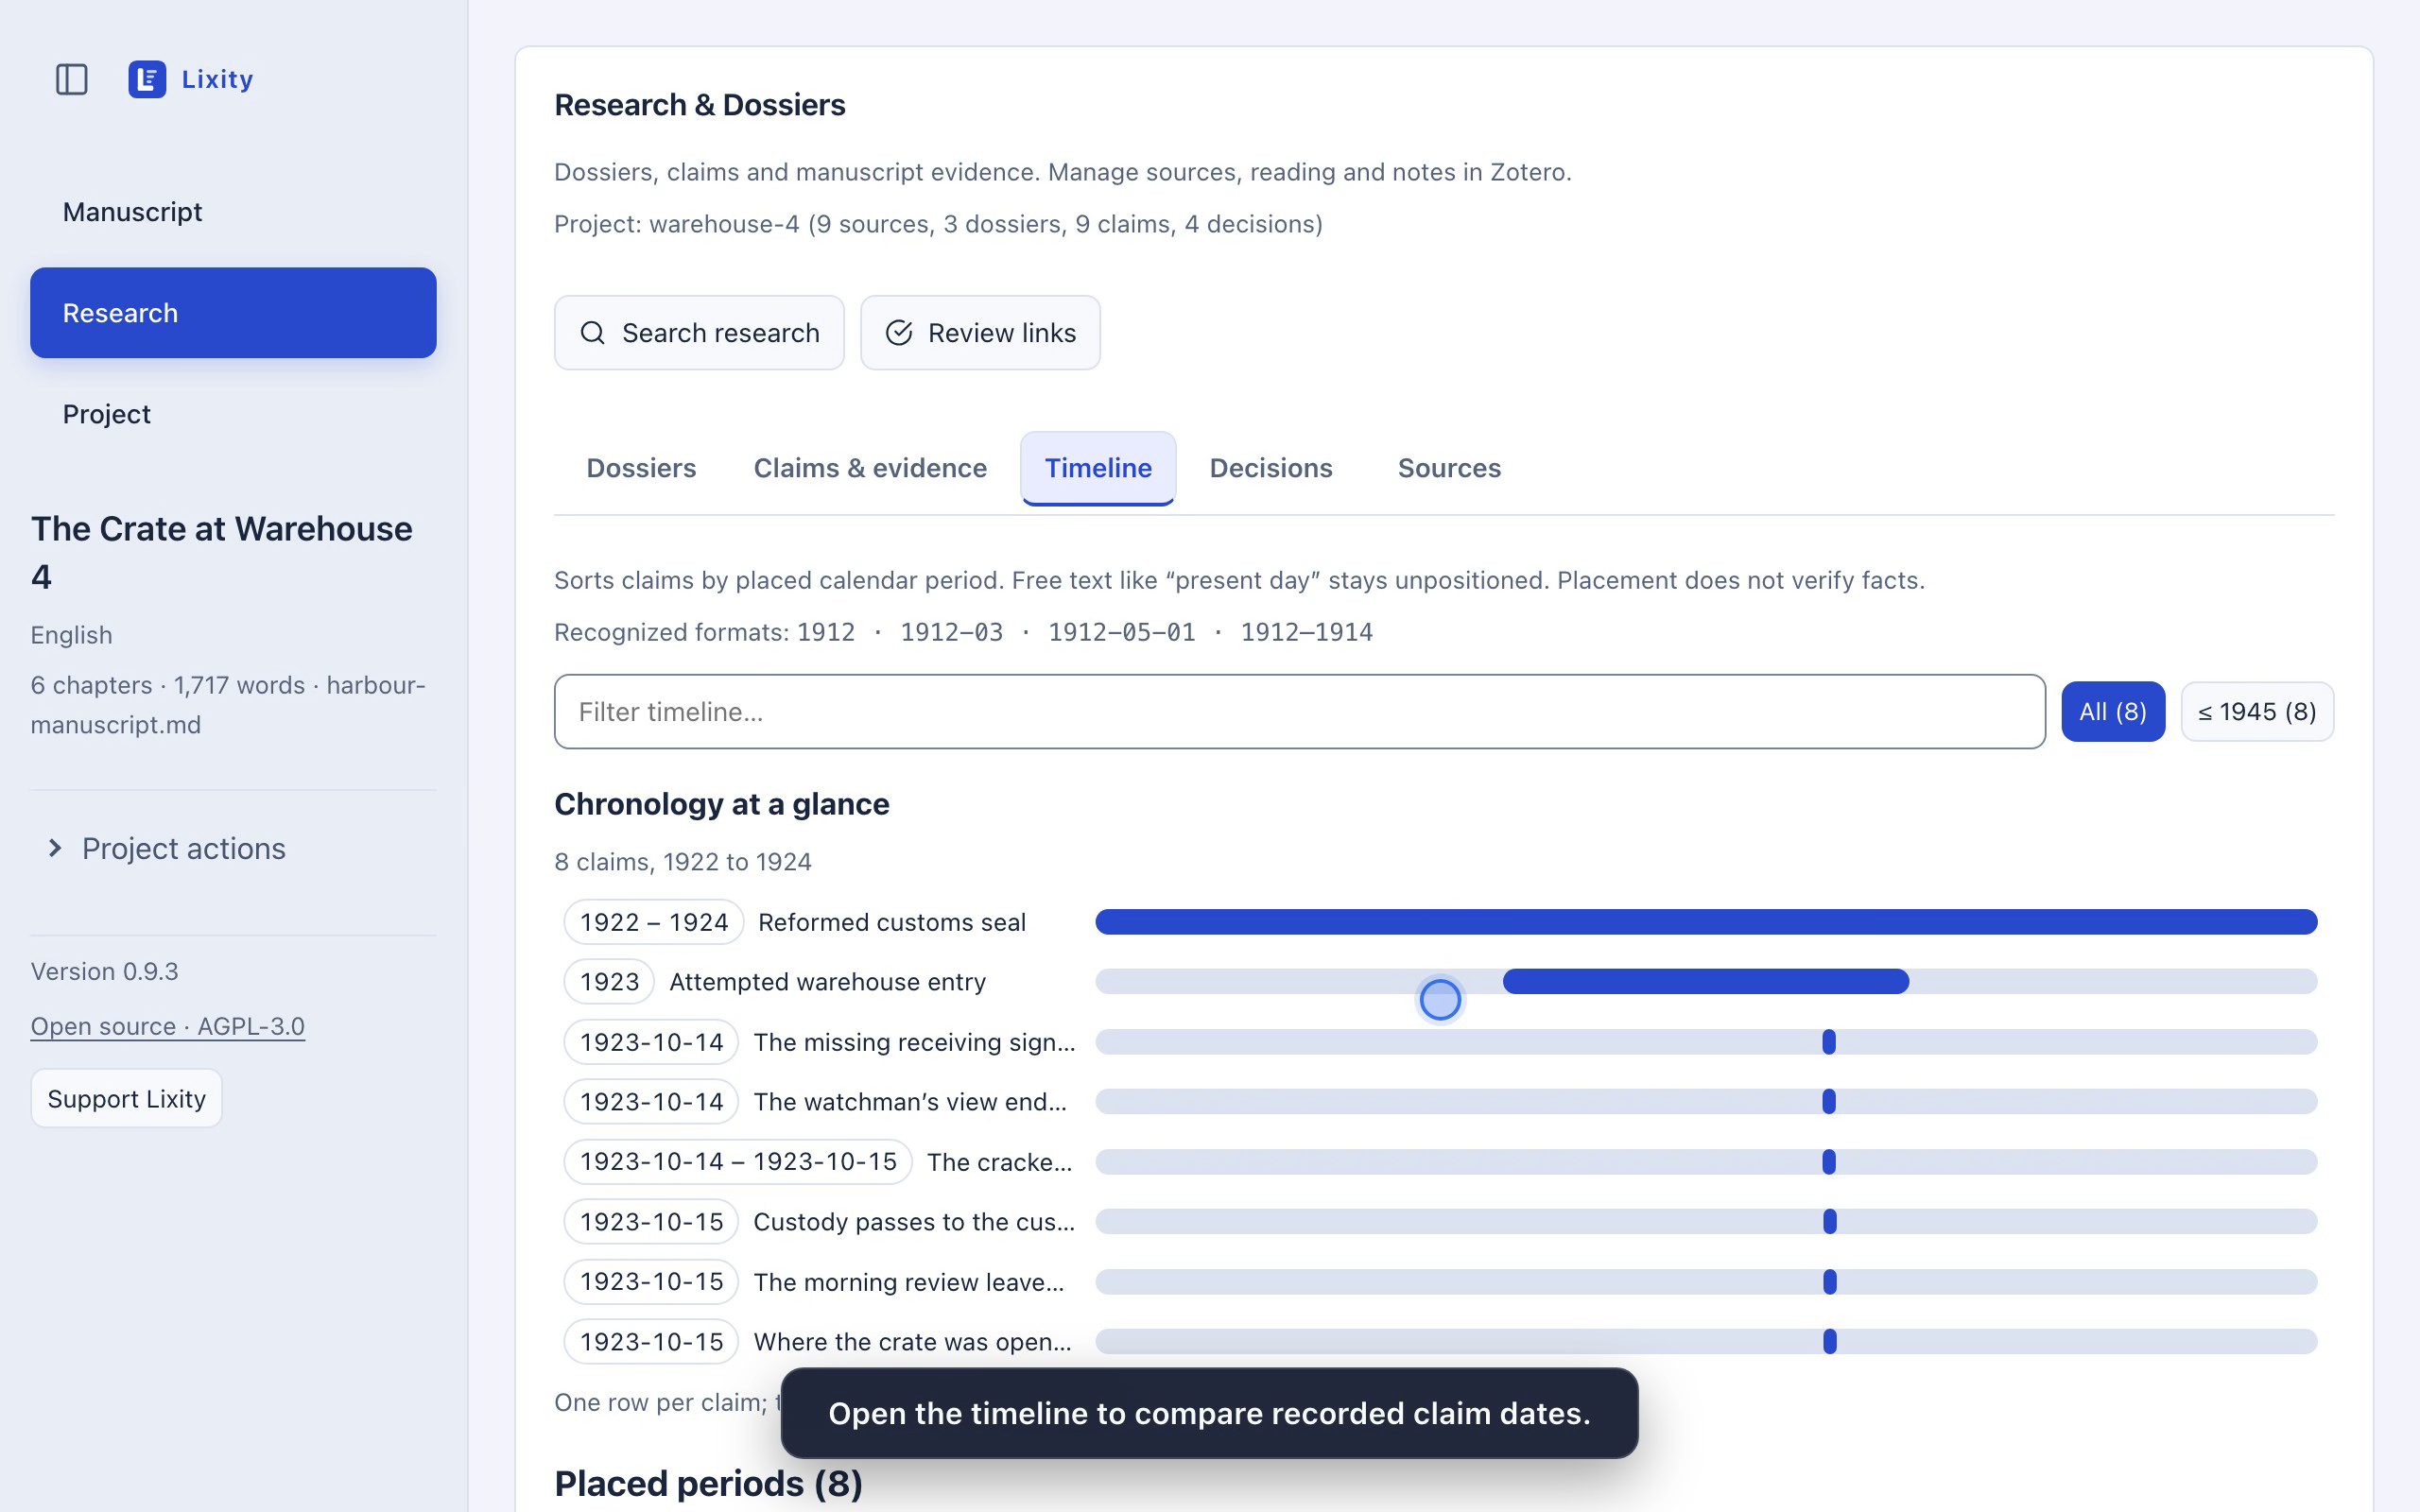 Lixity
Manuscript
Research
Project
The Crate at Warehouse
4
English
6 chapters · 1,717 words · harbour-
manuscript.md
Project actions
Version 0.9.3
Open source · AGPL-3.0
Support Lixity
Research & Dossiers
Dossiers, claims and manuscript evidence. Manage sources, reading and notes in Zotero.
Project: warehouse-4 (9 sources, 3 dossiers, 9 claims, 4 decisions)
Search research Review links
Dossiers Claims & evidence Timeline Decisions Sources
Sorts claims by placed calendar period. Free text like “present day” stays unpositioned. Placement does not verify facts.
Recognized formats: 1912 · 1912–03 · 1912–05–01 · 1912–1914
Filter timeline... All (8) ≤ 1945 (8)
Chronology at a glance
8 claims, 1922 to 1924
1922 – 1924 Reformed customs seal
1923 Attempted warehouse entry
1923-10-14 The missing receiving sign...
1923-10-14 The watchman’s view end...
1923-10-14 – 1923-10-15 The cracke...
1923-10-15 Custody passes to the cus...
1923-10-15 The morning review leave...
1923-10-15 Where the crate was open...
One row per claim;
Open the timeline to compare recorded claim dates.
Placed periods (8)